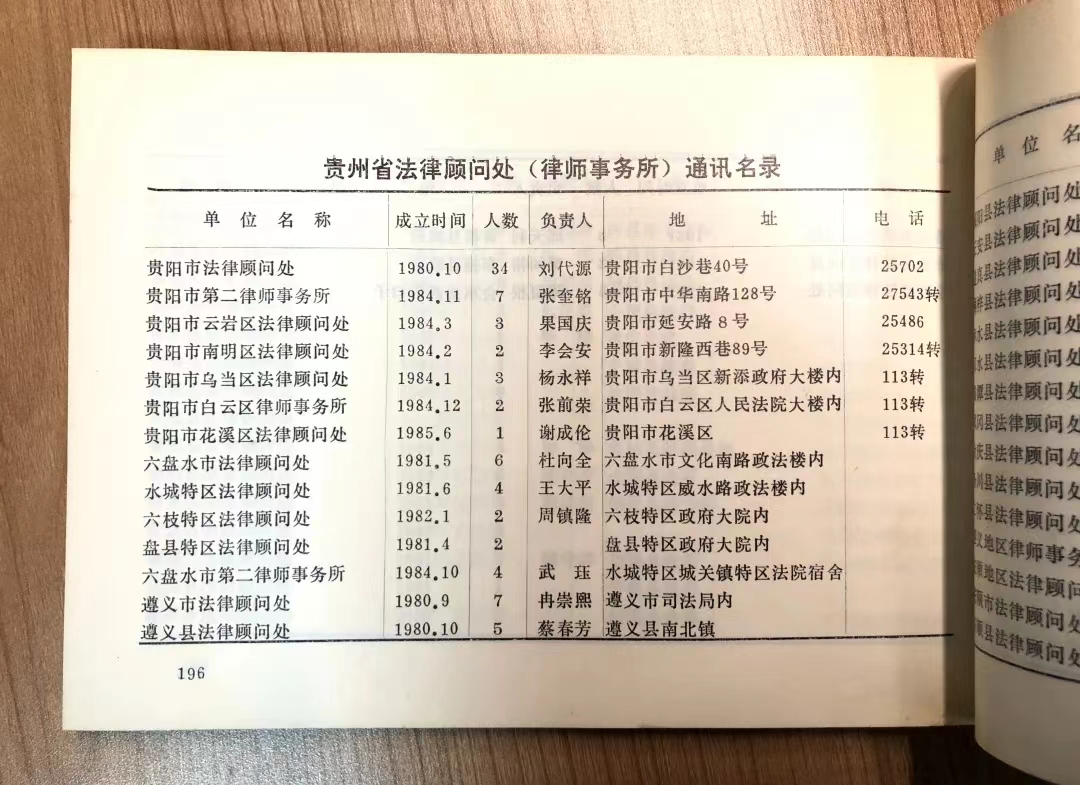 贵州省法律顾问处（律师事务所）通讯名录
单位名称 成立时间 人数 负责人 地址 电话
贵阳市法律顾问处 1980.10 34 刘代源 贵阳市白沙巷40号 25702
贵阳市第二律师事务所 1984.11 7 张奎铭 贵阳市中华南路128号 27543转
贵阳市云岩区法律顾问处 1984.3 3 果国庆 贵阳市延安路8号 25486
贵阳市南明区法律顾问处 1984.2 2 李会安 贵阳市新隆西巷89号 25314转
贵阳市乌当区法律顾问处 1984.1 3 杨永祥 贵阳市乌当区新添政府大楼内 113转
贵阳市白云区律师事务所 1984.12 2 张前荣 贵阳市白云区人民法院大楼内 113转
贵阳市花溪区法律顾问处 1985.6 1 谢成伦 贵阳市花溪区 113转
六盘水市法律顾问处 1981.5 6 杜向全 六盘水市文化南路政法楼内
水城特区法律顾问处 1981.6 4 王大平 水城特区威水路政法楼内
六枝特区法律顾问处 1982.1 2 周镇隆 六枝特区政府大院内
盘县特区法律顾问处 1981.4 2 盘县特区政府大院内
六盘水市第二律师事务所 1984.10 4 武珏 水城特区城关镇特区法院宿舍
遵义市法律顾问处 1980.9 7 冉崇熙 遵义市司法局内
遵义县法律顾问处 1980.10 5 蔡春芳 遵义县南北镇
196
单位名
阳县法律顾问处
安县法律顾问处
县法律顾问处
县法律顾问处
水县法律顾问处
水县法律顾问处
潭县法律顾问处
冈县法律顾问处
庆县法律顾问处
川县法律顾问处
怀县法律顾问处
义地区律师事务
顺地区法律顾问
顺市法律顾问处
顺县法律顾问处